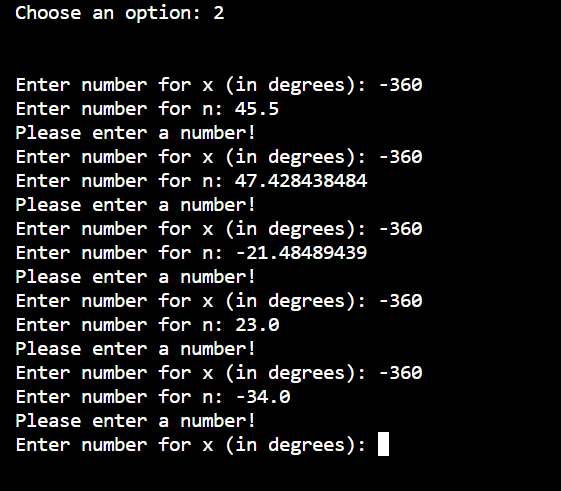 Choose an option: 2
Enter number for x (in degrees): -360
Enter number for n: 45.5
Please enter a number!
Enter number for x (in degrees): -360
Enter number for n: 47.428438484
Please enter a number!
Enter number for x (in degrees): -360
Enter number for n: -21.48489439
Please enter a number!
Enter number for x (in degrees): -360
Enter number for n: 23.0
Please enter a number!
Enter number for x (in degrees): -360
Enter number for n: -34.0
Please enter a number!
Enter number for x (in degrees):